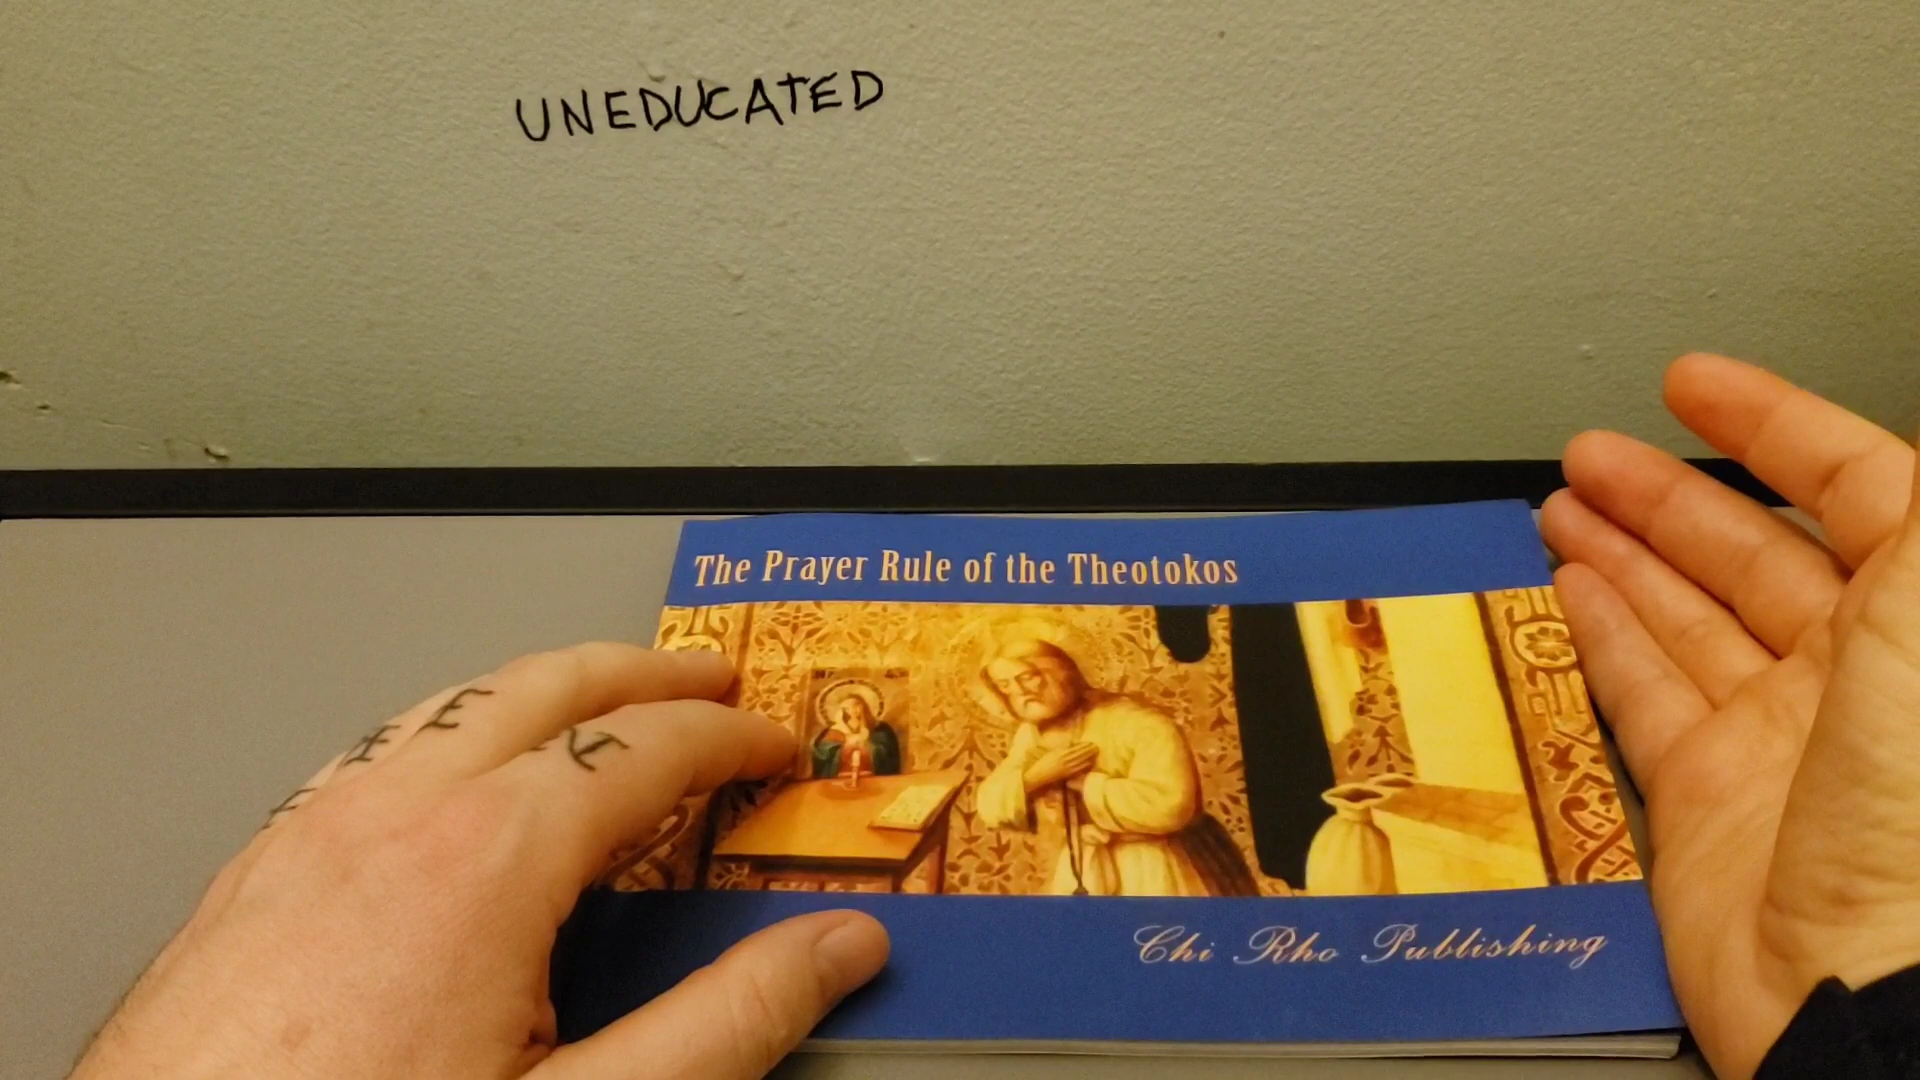 UNEDUCATED
The Prayer Rule of the Theotokos
Chi Rho Publishing